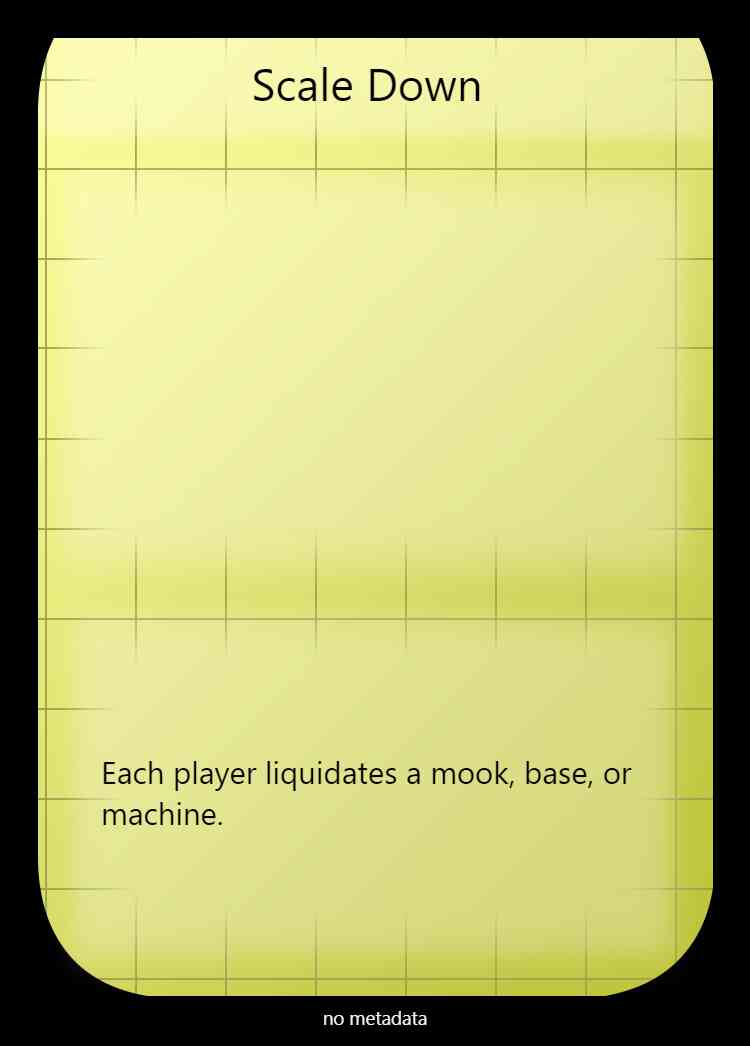 Scale Down
Each player liquidates a mook, base, or
machine.
no metadata